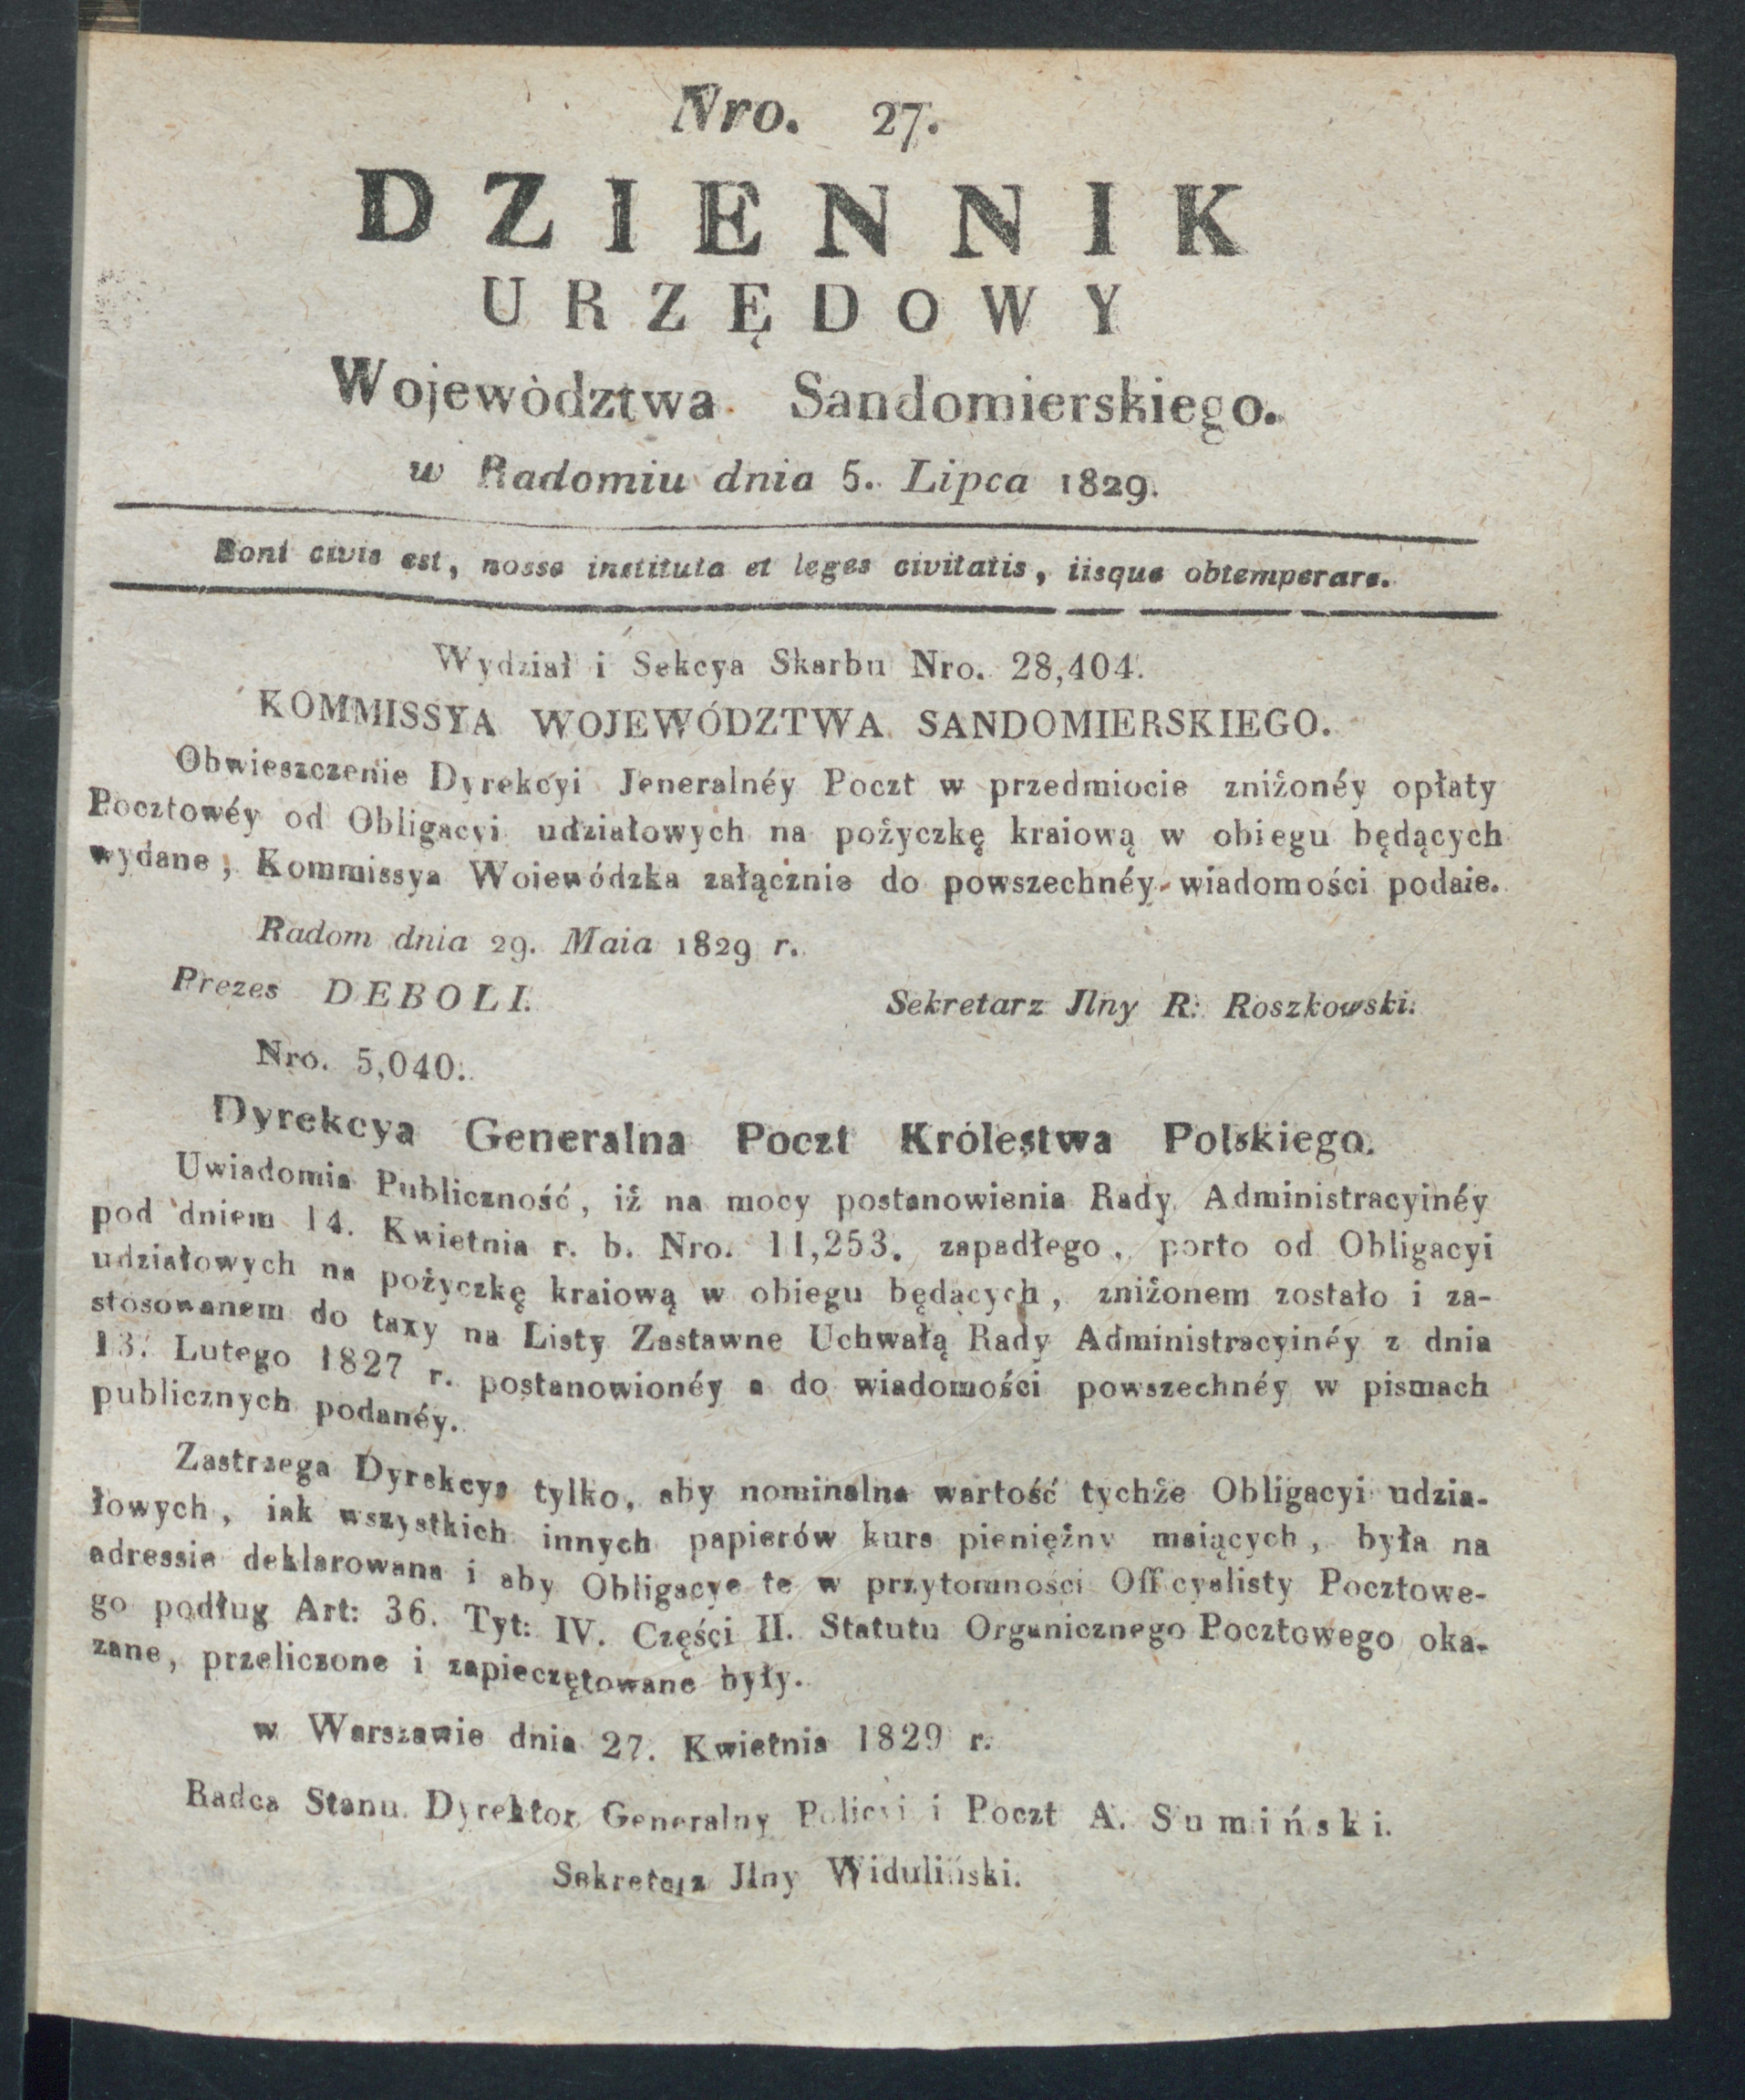 Nro. 27.
DZIENNIK
URZĘDOWY
Wojewòdztwa Sandomierskiego.
w Radomiu dnia 5. Lipca 1829.
Boni civis est, nosse instituta et leges civitatis, iisque obtemperare.
Wydział i Sekcya Skarbu Nro. 28,404.
KOMMISSYA WOJEWÓDZTWA SANDOMIERSKIEGO.
Obwieszczenie Dyrekcyi Jeneralnéy Poczt w przedmiocie zniżonéy opłaty
Pocztowéy od Obligacyi udziałowych na pożyczkę kraiową w obiegu będących
wydane, Kommissya Woiewódzka załącznie do powszechnéy wiadomości podaie.
Radom dnia 29. Maia 1829 r.
Prezes DEBOLI.
Sekretarz Jlny R. Roszkowski.
Nro. 5,040.
Dyrekcya Generalna Poczt Królestwa Polskiego.
Uwiadomia Publiczność, iż na mocy postanowienia Rady Administracyinéy
pod dniem 14. Kwietnia r. b. Nro. 11,253. zapadłego, porto od Obligacyi
udziałowych na pożyczkę kraiową w obiegu będących, zniżonem zostało i za-
stosowanem do taxy na Listy Zastawne Uchwałą Rady Administracyinéy z dnia
13. Lutego 1827 r. postanowionéy a do wiadomości powszechnéy w pismach
publicznych podanéy.
Zastrzega Dyrekcya tylko, aby nominalna wartość tychże Obligacyi udzia-
łowych, iak wszystkich innych papierów kurs pieniężny maiących, była na
adressie deklarowana i aby Obligacye te w przytomności Officyalisty Pocztowe-
go podług Art: 36. Tyt: IV. Części II. Statutu Organicznego Pocztowego oka-
zane, przeliczone i zapieczętowane były.
w Warszawie dnia 27. Kwietnia 1829 r.
Radca Stanu Dyrektor Generalny Policyi i Poczt A. Sumiński.
Sekretarz Jlny Widuliński.